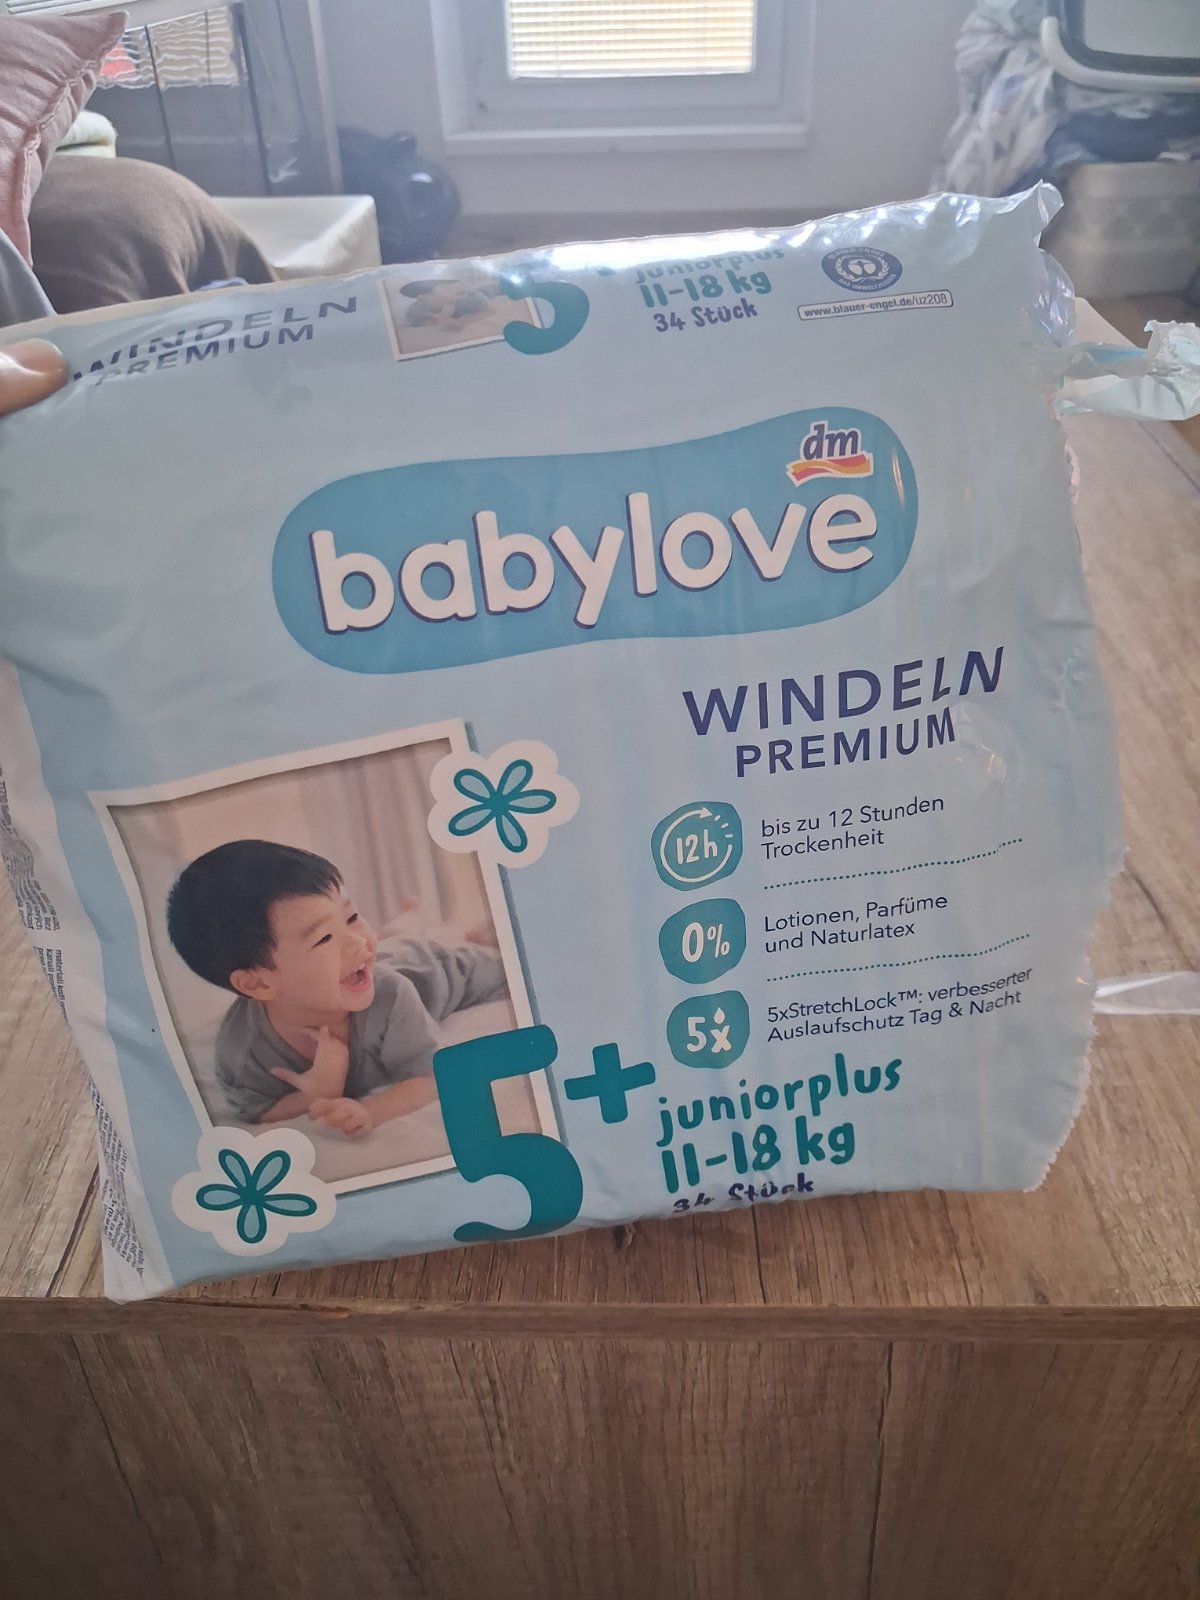 WINDELN
PREMIUM
5+
juniorplus
11-18 kg
34 Stück
www.blauer-engel.de/uz208
dm
babylove
WINDELN
PREMIUM
12h
bis zu 12 Stunden
Trockenheit
0%
Lotionen, Parfüme
und Naturlatex
5x
5xStretchLock™: verbesserter
Auslaufschutz Tag & Nacht
5+
juniorplus
11-18 kg
34 Stück